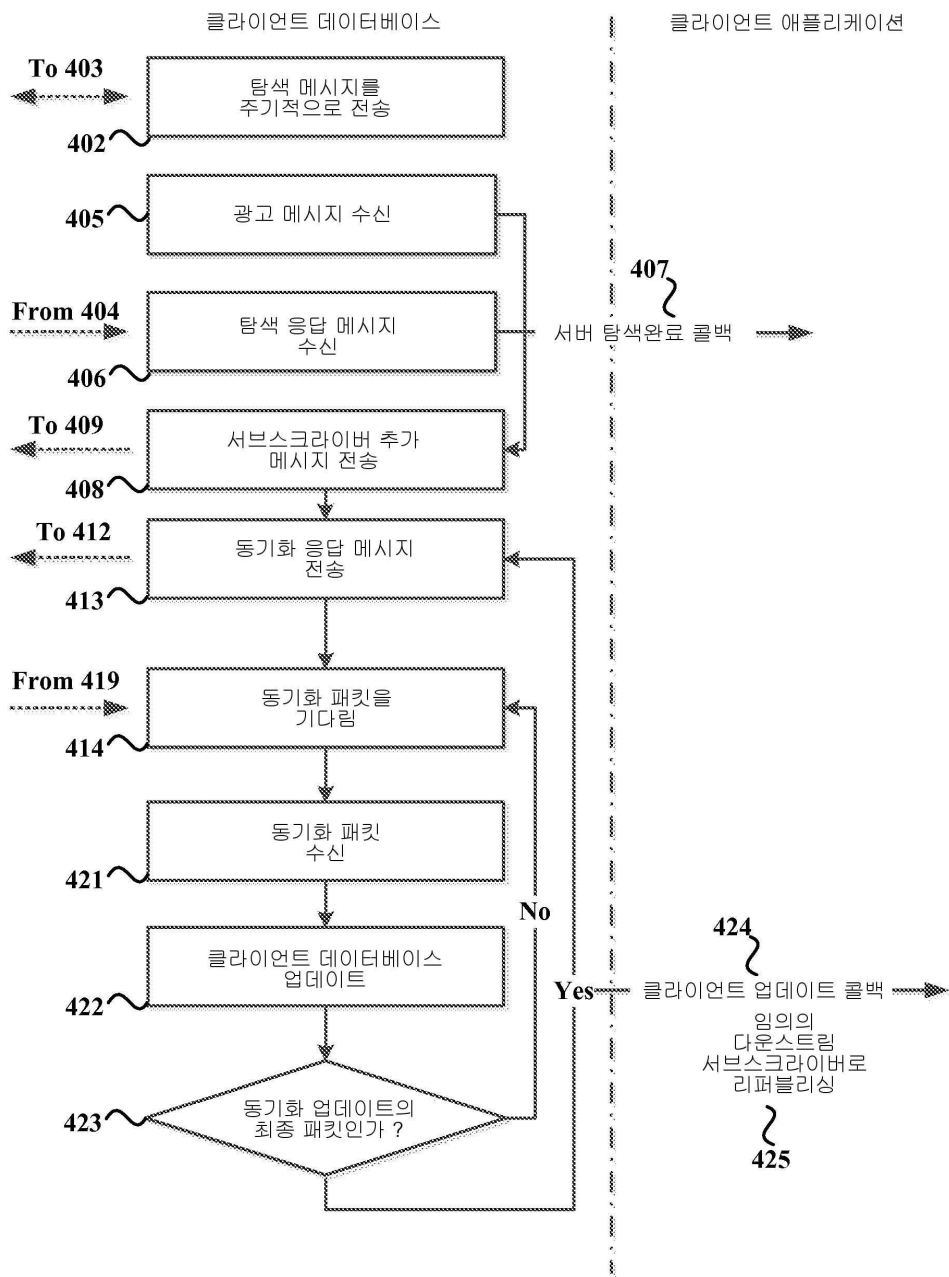 클라이언트 데이터베이스
클라이언트 애플리케이션
To 403
탐색 메시지를
주기적으로 전송
402
405
광고 메시지 수신
407
From 404
탐색 응답 메시지
수신
서버 탐색완료 콜백
406
To 409
서브스크라이버 추가
메시지 전송
408
To 412
동기화 응답 메시지
전송
413
From 419
동기화 패킷을
기다림
414
동기화 패킷
수신
421
No
424
클라이언트 데이터베이스
업데이트
422
Yes
클라이언트 업데이트 콜백
임의의
다운스트림
서브스크라이버로
리퍼블리싱
423
동기화 업데이트의
최종 패킷인가 ?
425